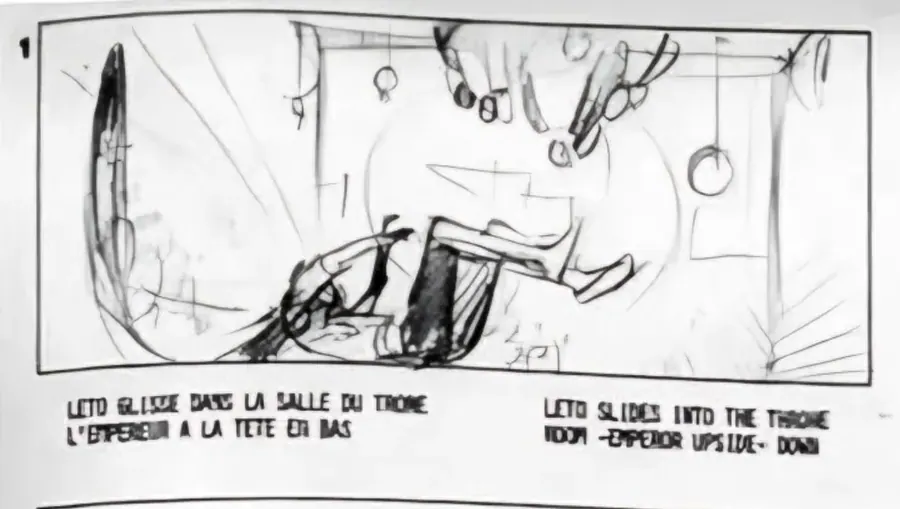 1
LETO GLISSE DANS LA SALLE DU TRONE
L'EMPEREUR A LA TETE EN BAS
LETO SLIDES INTO THE THRONE
ROOM -EMPEROR UPSIDE- DOWN